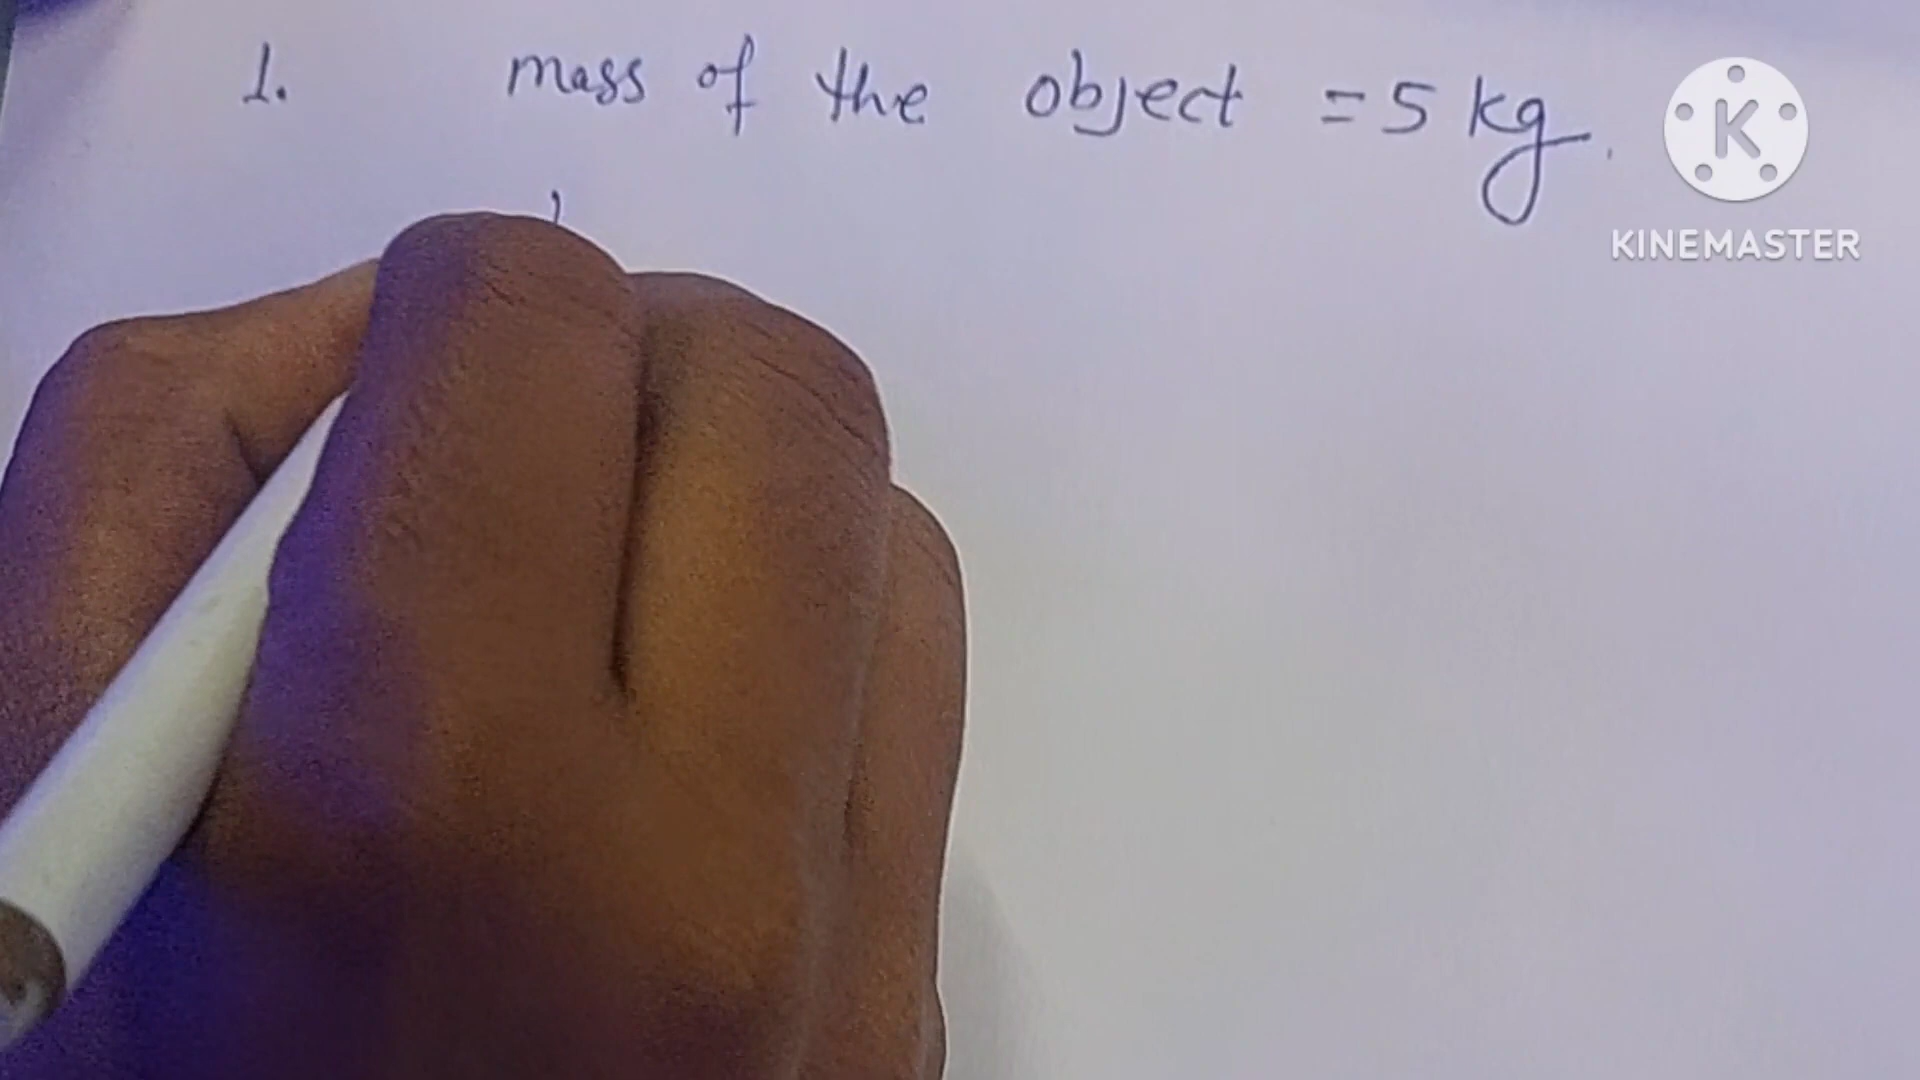 1. mass of the object = 5 kg.
K
KINEMASTER